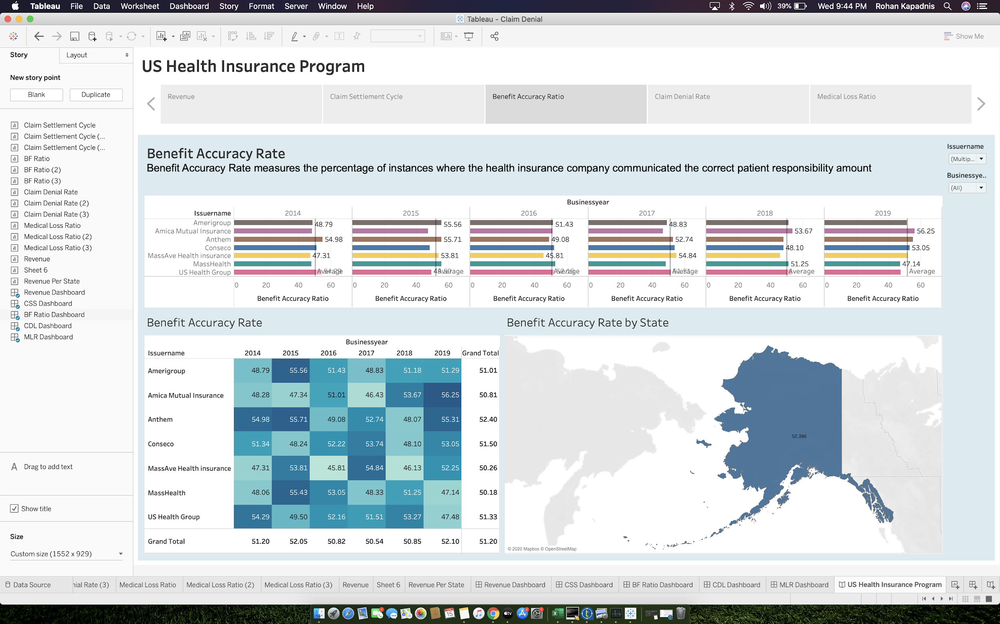 Tableau File Data Worksheet Dashboard Story Format Server Window Help 39% Wed 9:44 PM Rohan Kapadnis
Tableau - Claim Denial
Show Me
Story Layout
New story point
Blank Duplicate
Claim Settlement Cycle
Claim Settlement Cycle (...
Claim Settlement Cycle (...
BF Ratio
BF Ratio (2)
BF Ratio (3)
Claim Denial Rate
Claim Denial Rate (2)
Claim Denial Rate (3)
Medical Loss Ratio
Medical Loss Ratio (2)
Medical Loss Ratio (3)
Revenue
Sheet 6
Revenue Per State
Revenue Dashboard
CSS Dashboard
BF Ratio Dashboard
CDL Dashboard
MLR Dashboard
A Drag to add text
Show title
Size
Custom size (1552 x 929)
US Health Insurance Program
Revenue Claim Settlement Cycle Benefit Accuracy Ratio Claim Denial Rate Medical Loss Ratio
Benefit Accuracy Rate
Benefit Accuracy Rate measures the percentage of instances where the health insurance company communicated the correct patient responsibility amount
Issuername
(Multip...
Businessye..
(All)
Businessyear
Issuername 2014 2015 2016 2017 2018 2019
Amerigroup 48.79 55.56 51.43 48.83
Amica Mutual Insurance 53.67 56.25
Anthem 54.98 55.71 49.08 52.74
Conseco 48.10 53.05
MassAve Health insurance 47.31 53.81 45.81 54.84
MassHealth 51.25 47.14
US Health Group Average Average Average Average Average Average
0 20 40 60 0 20 40 60 0 20 40 60 0 20 40 60 0 20 40 60 0 20 40 60
Benefit Accuracy Ratio Benefit Accuracy Ratio Benefit Accuracy Ratio Benefit Accuracy Ratio Benefit Accuracy Ratio Benefit Accuracy Ratio
Benefit Accuracy Rate
Businessyear
Issuername 2014 2015 2016 2017 2018 2019 Grand Total
Amerigroup 48.79 55.56 51.43 48.83 51.18 51.29 51.01
Amica Mutual Insurance 48.28 47.34 51.01 46.43 53.67 56.25 50.81
Anthem 54.98 55.71 49.08 52.74 48.07 55.31 52.40
Conseco 51.34 48.24 52.22 53.74 48.10 53.05 51.50
MassAve Health insurance 47.31 53.81 45.81 54.84 46.13 52.25 50.26
MassHealth 48.06 55.43 53.05 48.33 51.25 47.14 50.18
US Health Group 54.29 49.50 52.16 51.51 53.27 47.48 51.33
Grand Total 51.20 52.05 50.82 50.54 50.85 52.10 51.20
Benefit Accuracy Rate by State
52.396
© 2020 Mapbox © OpenStreetMap
Data Source nial Rate (3) Medical Loss Ratio Medical Loss Ratio (2) Medical Loss Ratio (3) Revenue Sheet 6 Revenue Per State Revenue Dashboard CSS Dashboard BF Ratio Dashboard CDL Dashboard MLR Dashboard US Health Insurance Program
15
tv